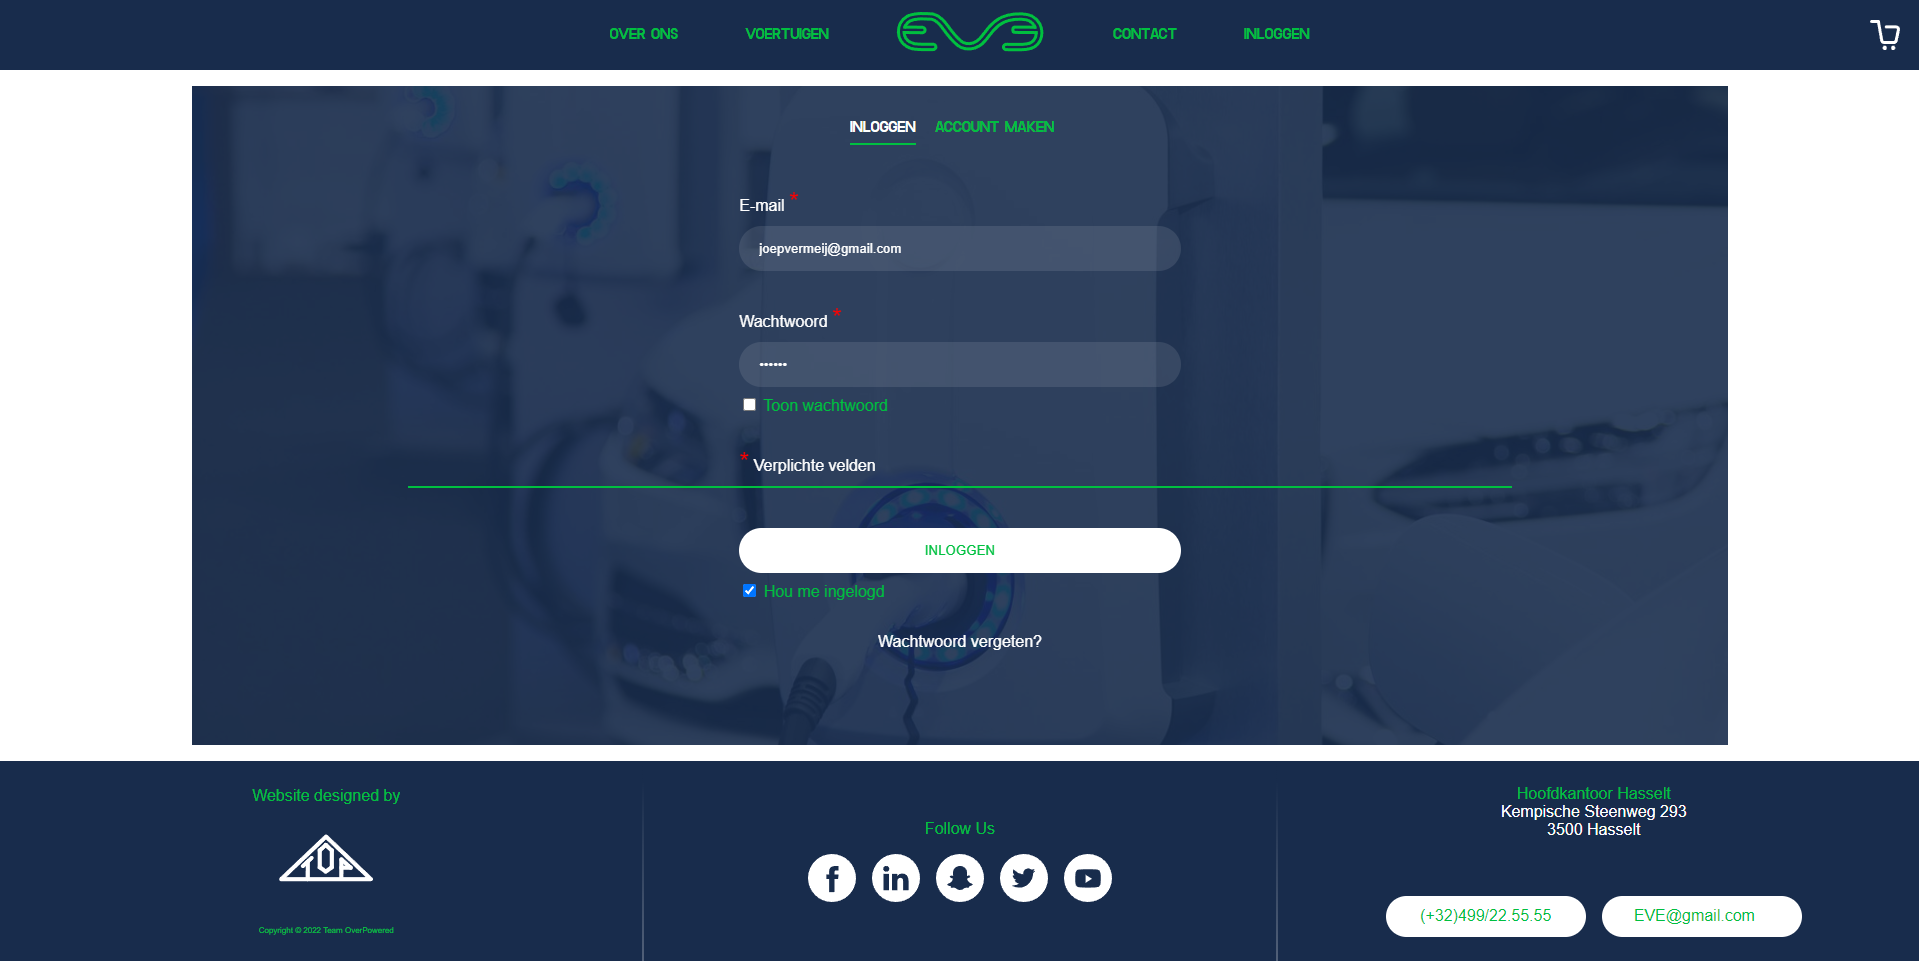 OVER ONS
VOERTUIGEN
EVE
CONTACT
INLOGGEN
INLOGGEN
ACCOUNT MAKEN
E-mail *
joepvermeij@gmail.com
Wachtwoord *
••••••
Toon wachtwoord
* Verplichte velden
INLOGGEN
Hou me ingelogd
Wachtwoord vergeten?
Website designed by
TOP
Copyright © 2022 Team OverPowered
Follow Us
Hoofdkantoor Hasselt
Kempische Steenweg 293
3500 Hasselt
(+32)499/22.55.55
EVE@gmail.com